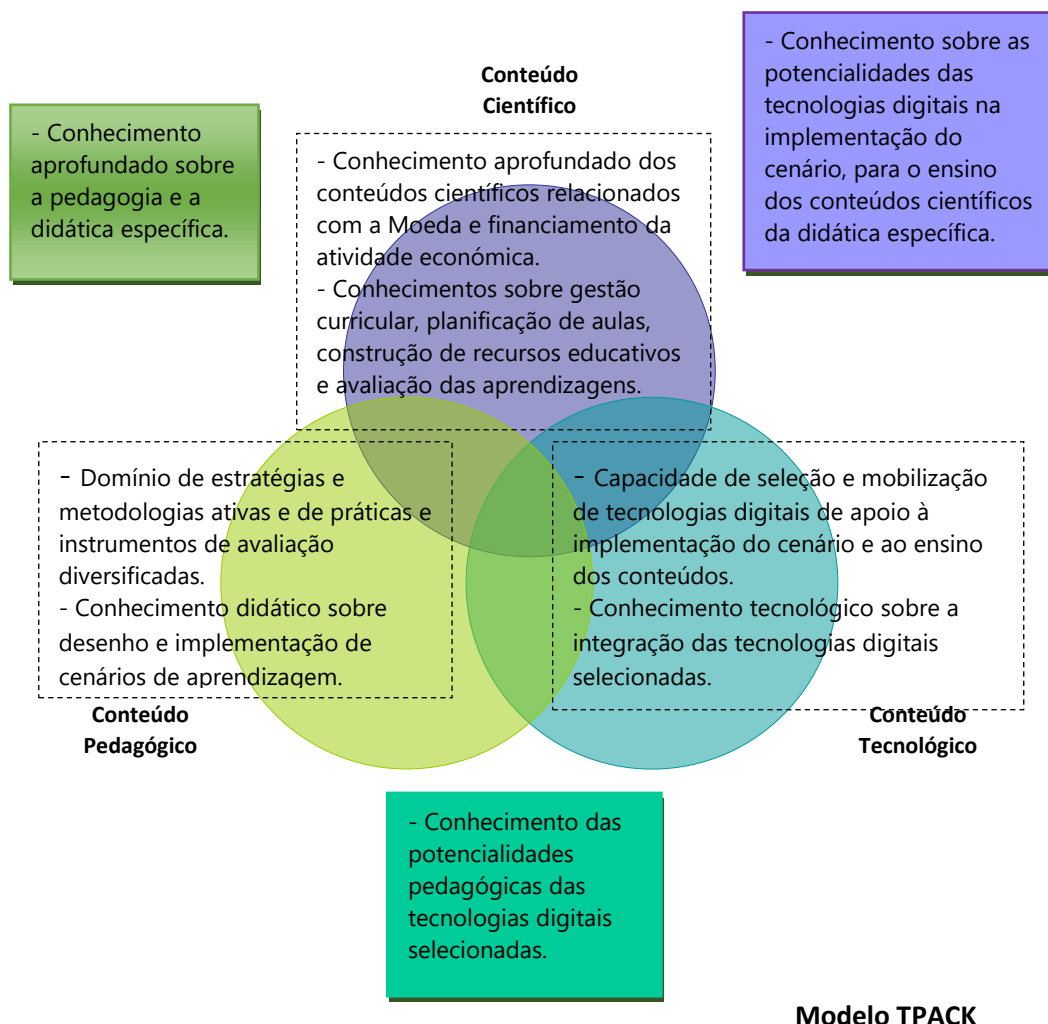 Conteúdo
Científico
- Conhecimento
aprofundado sobre
a pedagogia e a
didática específica.
- Conhecimento sobre as
potencialidades das
tecnologias digitais na
implementação do
cenário, para o ensino
dos conteúdos científicos
da didática específica.
- Conhecimento aprofundado dos
conteúdos científicos relacionados
com a Moeda e financiamento da
atividade económica.
- Conhecimentos sobre gestão
curricular, planificação de aulas,
construção de recursos educativos
e avaliação das aprendizagens.
- Domínio de estratégias e
metodologias ativas e de práticas e
instrumentos de avaliação
diversificadas.
- Conhecimento didático sobre
desenho e implementação de
cenários de aprendizagem.
Conteúdo
Pedagógico
- Capacidade de seleção e mobilização
de tecnologias digitais de apoio à
implementação do cenário e ao ensino
dos conteúdos.
- Conhecimento tecnológico sobre a
integração das tecnologias digitais
selecionadas.
Conteúdo
Tecnológico
- Conhecimento das
potencialidades
pedagógicas das
tecnologias digitais
selecionadas.
Modelo TPACK